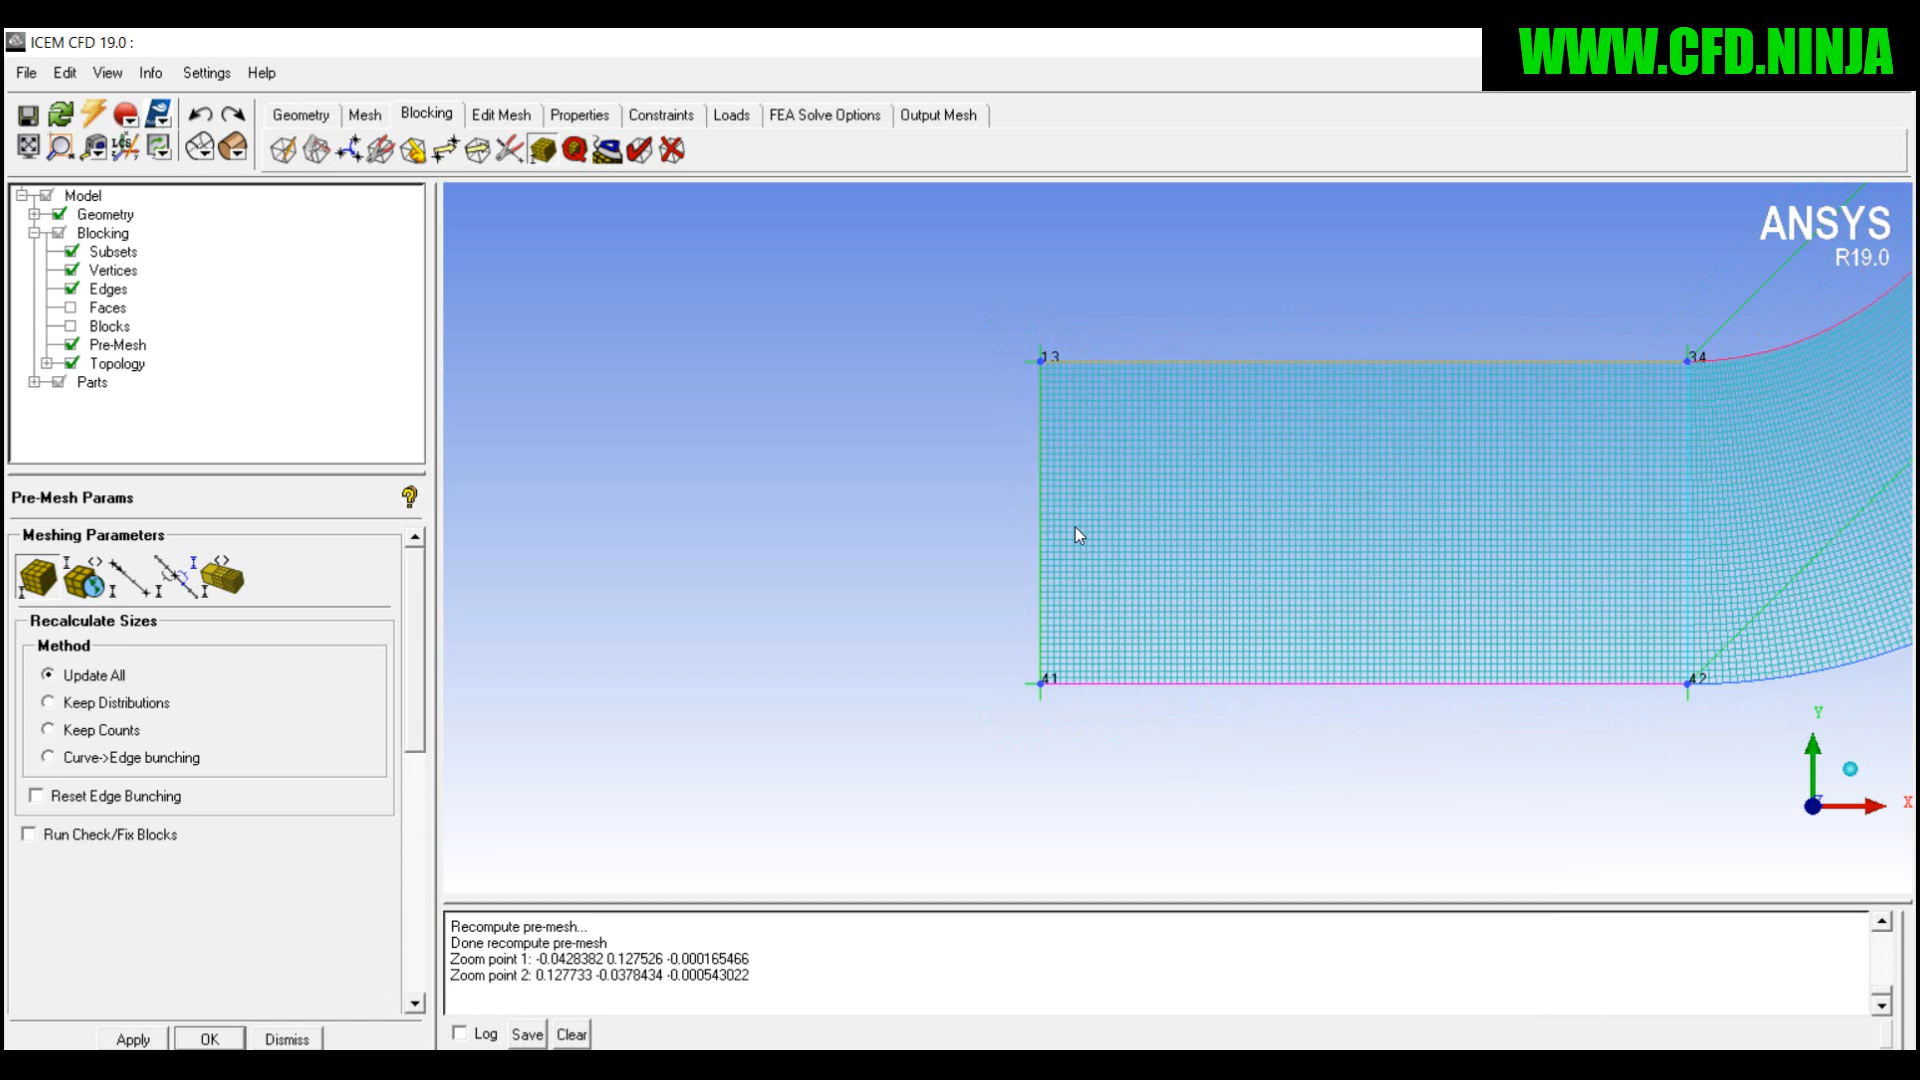 ICEM CFD 19.0 :
WWW.CFD.NINJA
File Edit View Info Settings Help
Geometry Mesh Blocking Edit Mesh Properties Constraints Loads FEA Solve Options Output Mesh
LCS
Model
Geometry
Blocking
Subsets
Vertices
Edges
Faces
Blocks
Pre-Mesh
Topology
Parts
ANSYS
R19.0
13
34
41
42
Y
X
Pre-Mesh Params
Meshing Parameters
Recalculate Sizes
Method
Update All
Keep Distributions
Keep Counts
Curve->Edge bunching
Reset Edge Bunching
Run Check/Fix Blocks
Apply OK Dismiss
Recompute pre-mesh...
Done recompute pre-mesh
Zoom point 1: -0.0428382 0.127526 -0.000165466
Zoom point 2: 0.127733 -0.0378434 -0.000543022
Log Save Clear